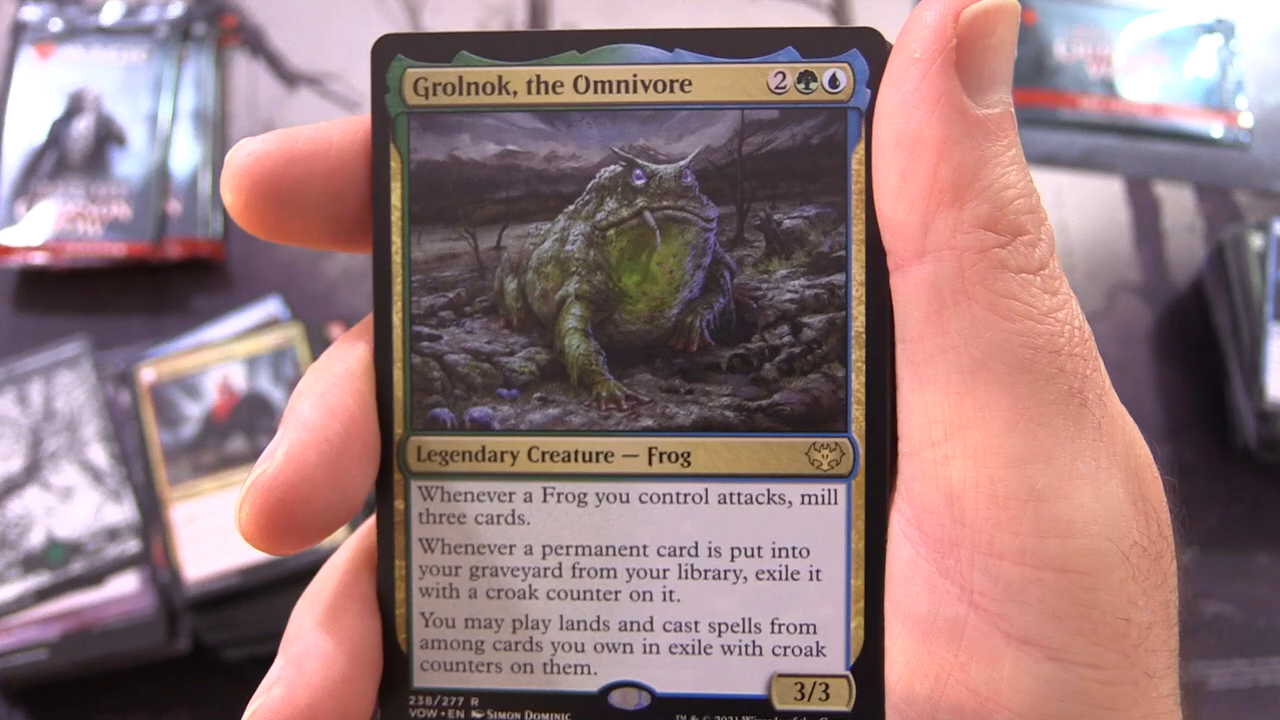 Grolnok, the Omnivore 2
Legendary Creature — Frog
Whenever a Frog you control attacks, mill
three cards.
Whenever a permanent card is put into
your graveyard from your library, exile it
with a croak counter on it.
You may play lands and cast spells from
among cards you own in exile with croak
counters on them.
3/3
238/277 R
VOW • EN SIMON DOMINIC